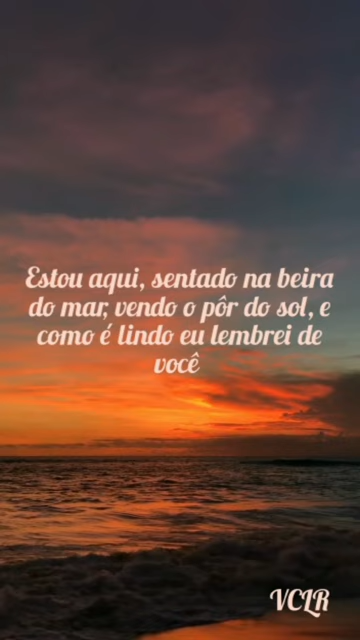 Estou aqui, sentado na beira
do mar, vendo o pôr do sol, e
como é lindo eu lembrei de
você
VCLR